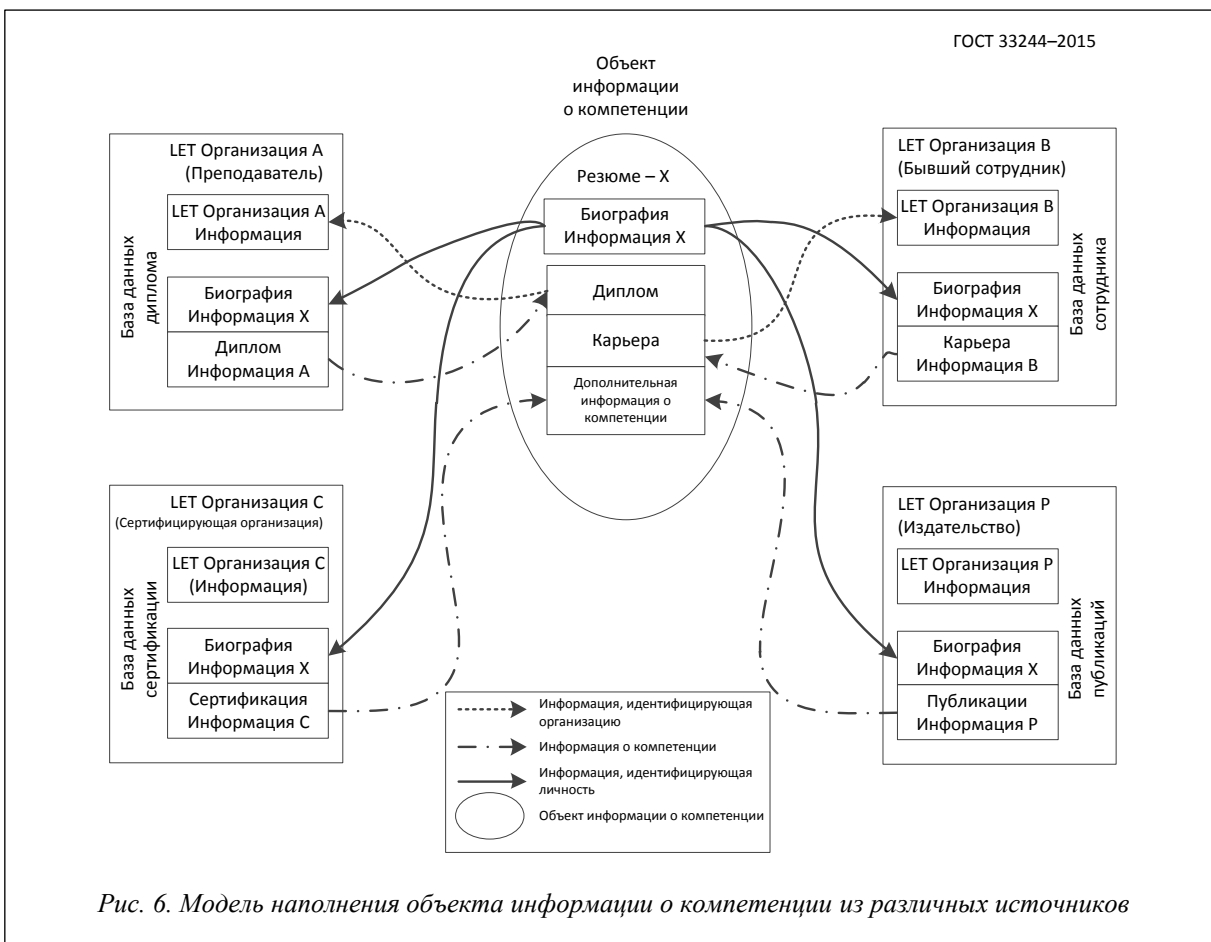 ГОСТ 33244–2015
Объект
информации
о компетенции
LET Организация A
(Преподаватель)
LET Организация A
Информация
База данных
диплома
Биография
Информация X
Диплом
Информация A
Резюме – X
Биография
Информация X
Диплом
Карьера
Дополнительная
информация о
компетенции
LET Организация B
(Бывший сотрудник)
LET Организация B
Информация
Биография
Информация X
Карьера
Информация B
База данных
сотрудника
LET Организация C
(Сертифицирующая организация)
LET Организация C
(Информация)
База данных
сертификации
Биография
Информация X
Сертификация
Информация C
LET Организация P
(Издательство)
LET Организация P
Информация
Биография
Информация X
Публикации
Информация P
База данных
публикаций
Информация, идентифицирующая
организацию
Информация о компетенции
Информация, идентифицирующая
личность
Объект информации о компетенции
Рис. 6. Модель наполнения объекта информации о компетенции из различных источников